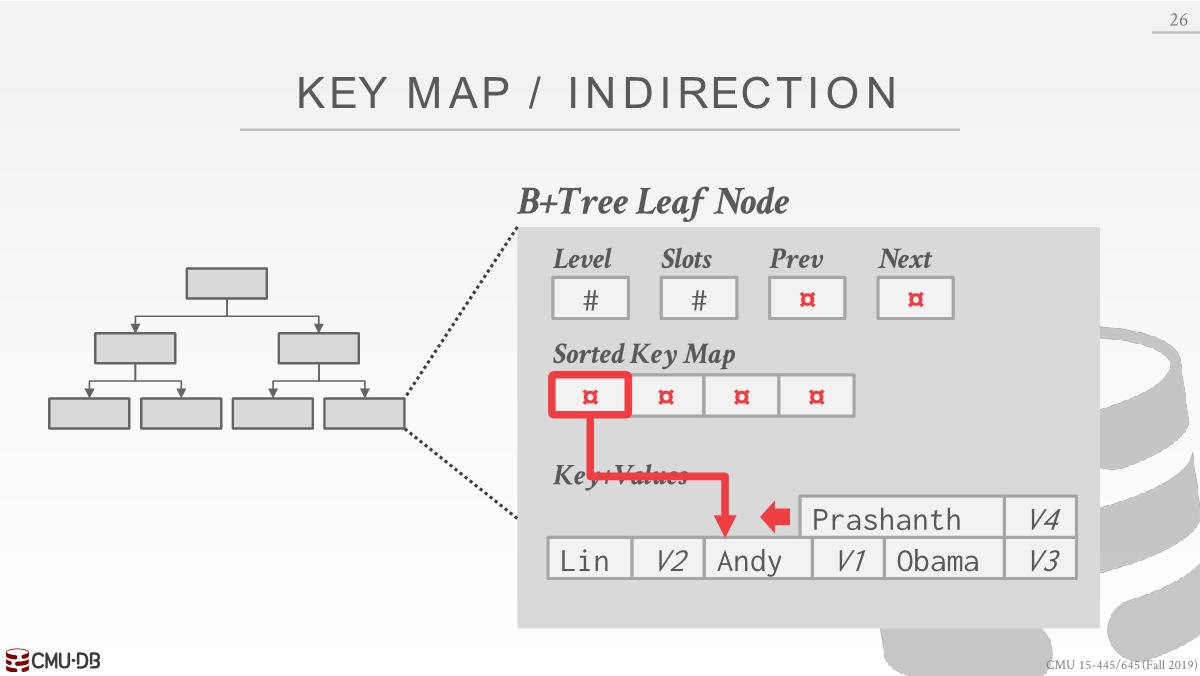 26
KEY MAP / INDIRECTION
B+Tree Leaf Node
Level Slots Prev Next
# # ¤ ¤
Sorted Key Map
¤ ¤ ¤ ¤
Key+Values
Prashanth V4
Lin V2 Andy V1 Obama V3
CMU·DB
CMU 15-445/645 (Fall 2019)